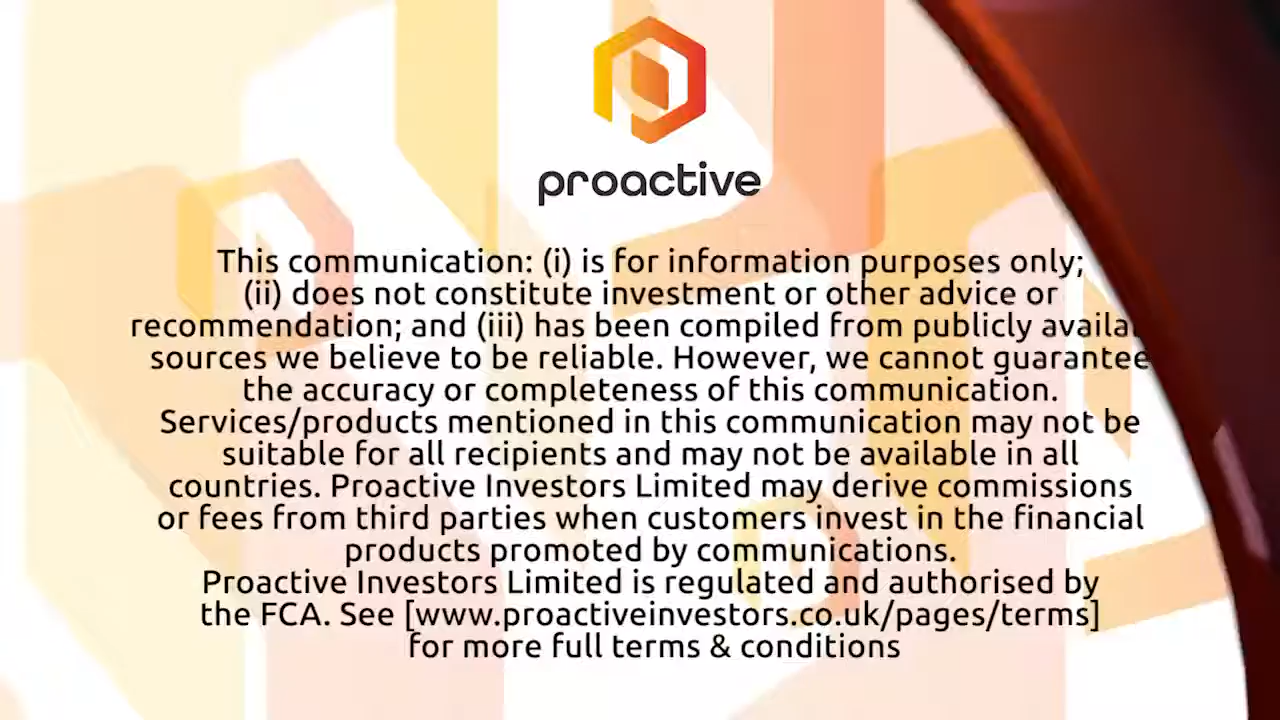 proactive
This communication: (i) is for information purposes only;
(ii) does not constitute investment or other advice or
recommendation; and (iii) has been compiled from publicly
sources we believe to be reliable. However, we cannot guarantee
the accuracy or completeness of this communication.
Services/products mentioned in this communication may not be
suitable for all recipients and may not be available in all
countries. Proactive Investors Limited may derive commissions
or fees from third parties when customers invest in the financial
products promoted by communications.
Proactive Investors Limited is regulated and authorised by
the FCA. See [www.proactiveinvestors.co.uk/pages/terms]
for more full terms & conditions